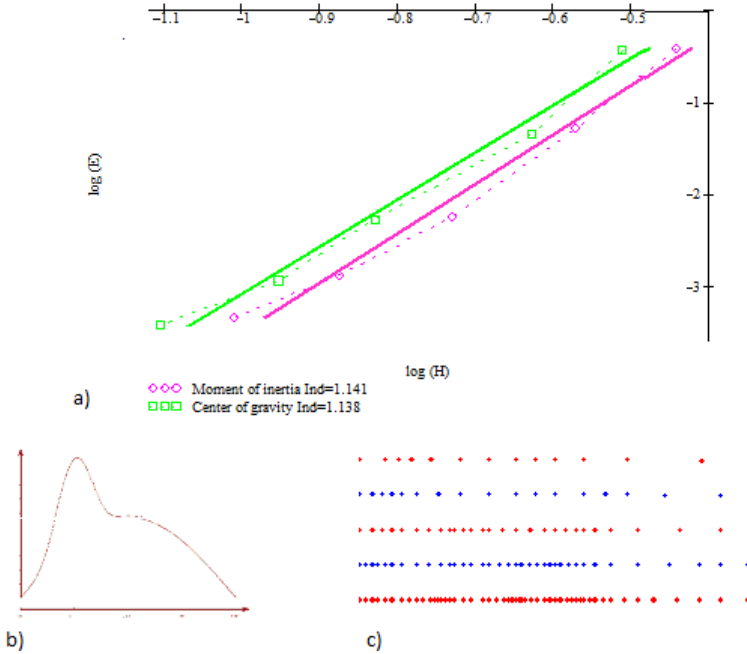 −1.1 −1 −0.9 −0.8 −0.7 −0.6 −0.5
−1
log (E)
−2
−3
log (H)
Moment of inertia Ind=1.141
a)
Center of gravity Ind=1.138
b)
c)